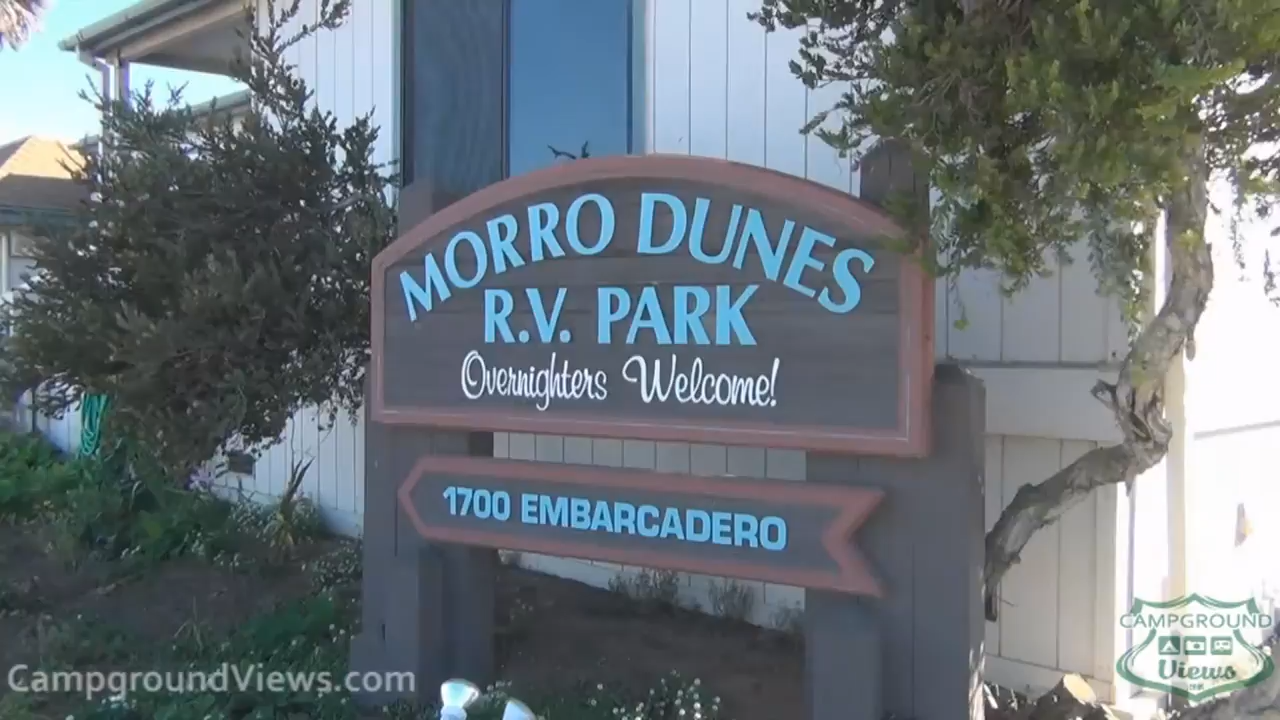 MORRO DUNES
R.V. PARK
Overnighters Welcome!
1700 EMBARCADERO
CampgroundViews.com
CAMPGROUND
Views